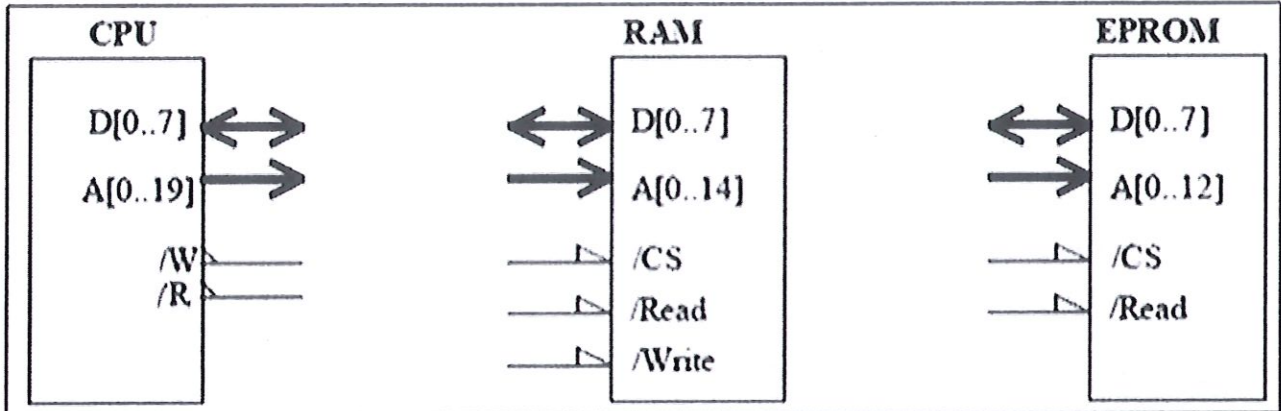 CPU RAM EPROM
D[0..7] D[0..7] D[0..7]
A[0..19] A[0..14] A[0..12]
/W /CS /CS
/R /Read /Read
/Write